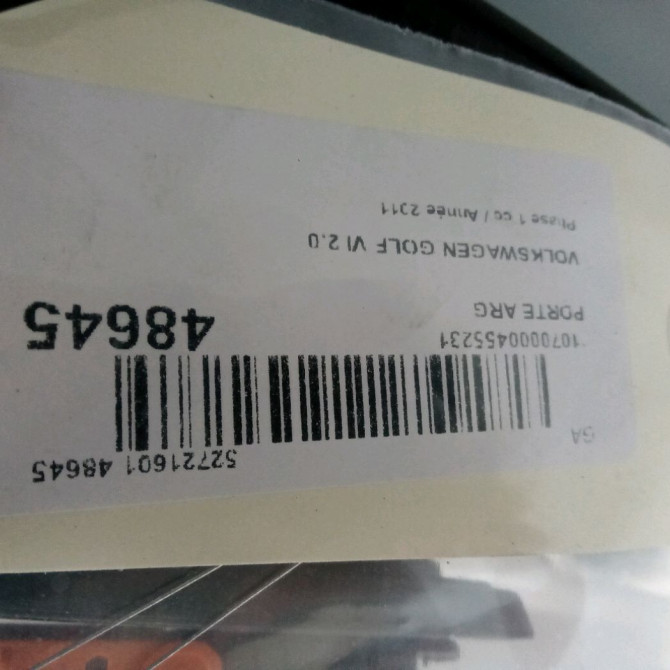 52721601 48645
GA
1070000455231
48645
PORTE ARG
VOLKSWAGEN GOLF VI 2.0
Phase 1 cc / Année 2011